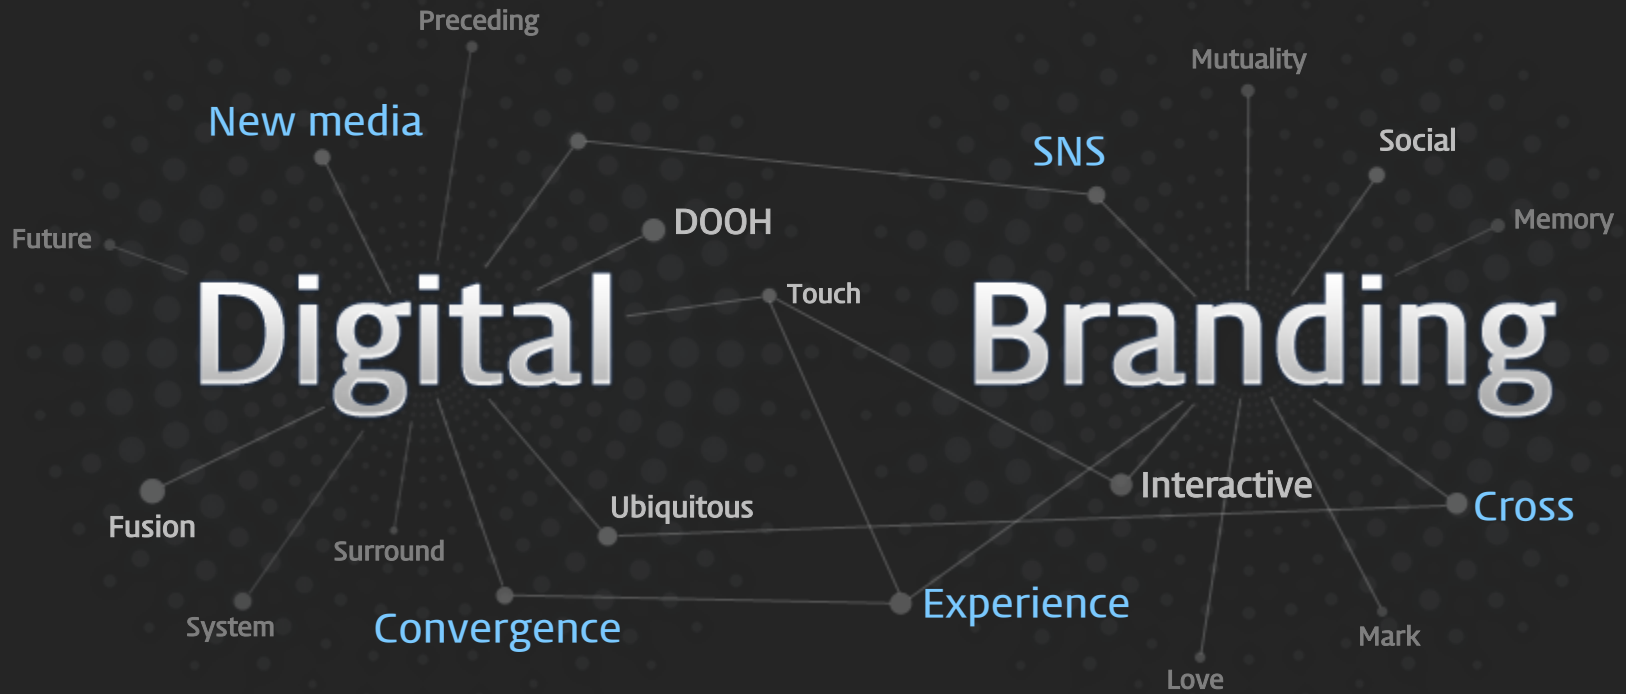 Preceding
Mutuality
New media
SNS
Social
DOOH
Memory
Future
Touch
Digital
Branding
Interactive
Ubiquitous
Cross
Fusion
Surround
Experience
System
Convergence
Mark
Love